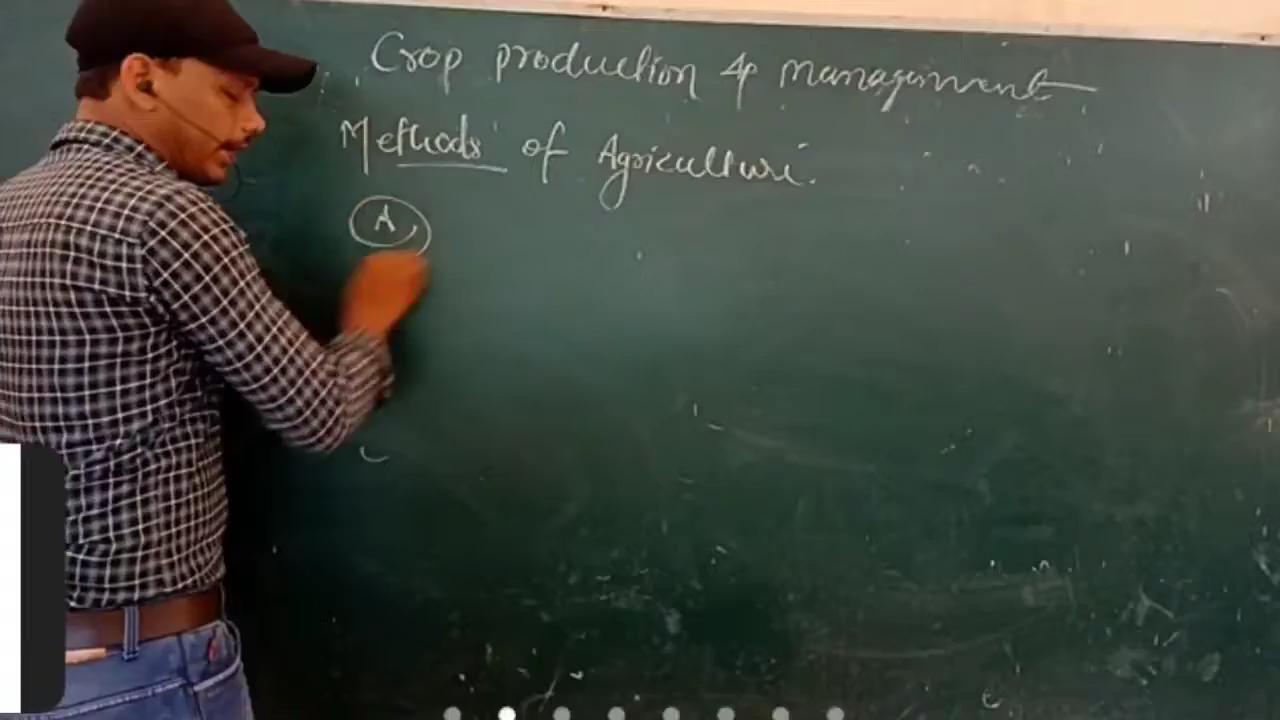 Crop production & management
Methods of Agriculture.
A